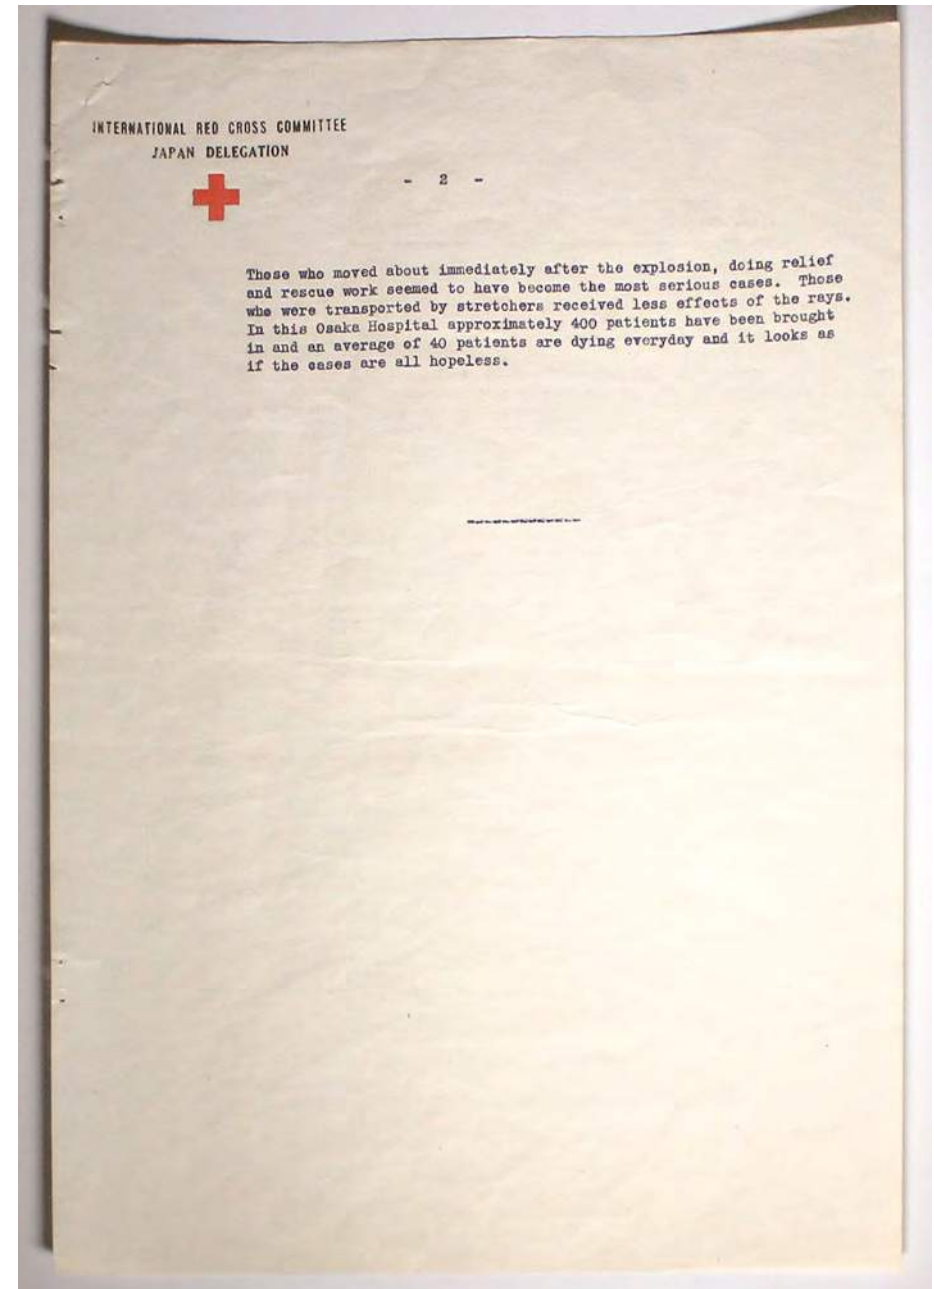 INTERNATIONAL RED CROSS COMMITTEE
JAPAN DELEGATION
- 2 -
Those who moved about immediately after the explosion, doing relief
and rescue work seemed to have become the most serious cases. Those
who were transported by stretchers received less effects of the rays.
In this Osaka Hospital approximately 400 patients have been brought
in and an average of 40 patients are dying everyday and it looks as
if the cases are all hopeless.